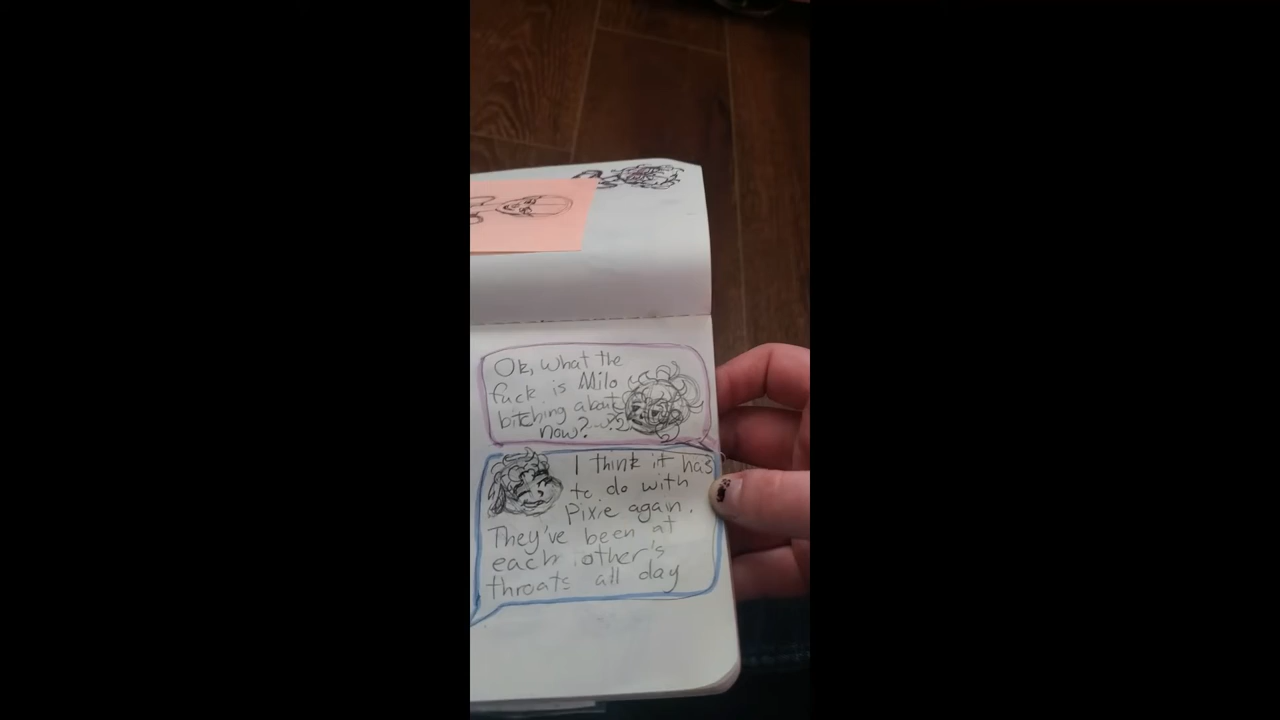 Ok, what the
fuck is Milo
bitching about
now?
I think it has
to do with
Pixie again.
They've been at
each other's
throats all day